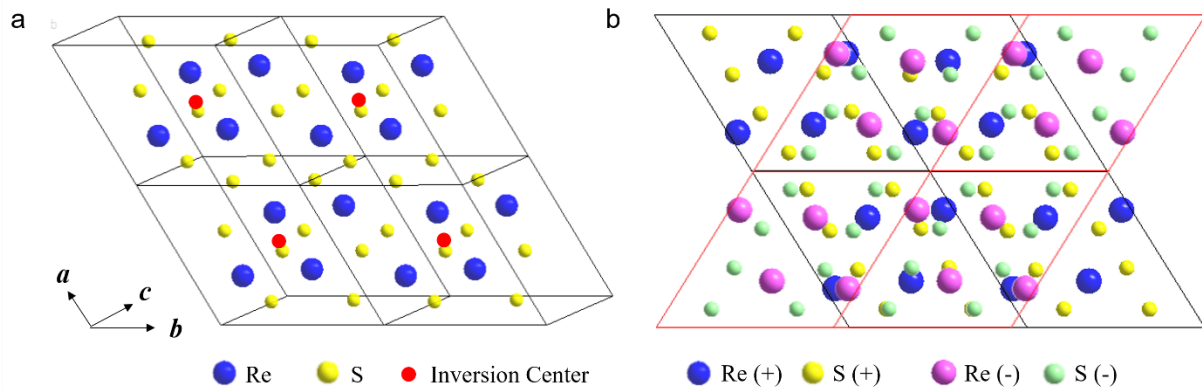 a
b
a
c
b
Re
S
Inversion Center
Re (+)
S (+)
Re (-)
S (-)